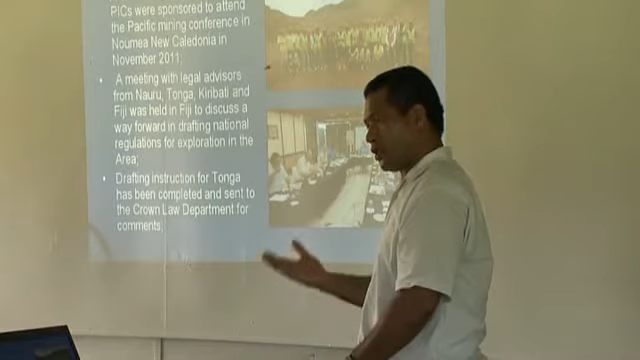 PICs were sponsored to attend
the Pacific mining conference in
Noumea New Caledonia in
November 2011;
• A meeting with legal advisors
from Nauru, Tonga, Kiribati and
Fiji was held in Fiji to discuss a
way forward in drafting national
regulations for exploration in the
Area;
• Drafting instruction for Tonga
has been completed and sent to
the Crown Law Department for
comments;